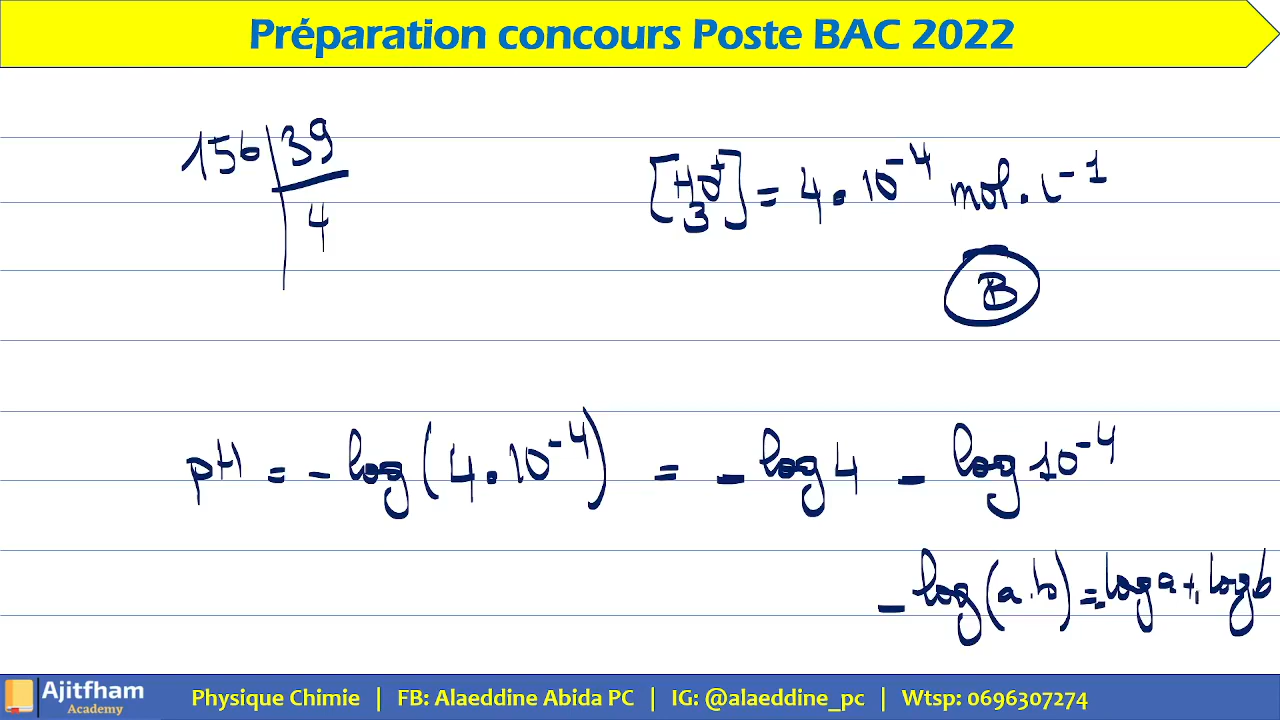 Préparation concours Poste BAC 2022
156 | 39
4
[H3O+] = 4 • 10^-4 mol • L^-1
B
pH = - log(4 • 10^-4) = - log 4 - log 10^-4
- log(a.b) = - log a + log b
Ajitfham
Academy
Physique Chimie | FB: Alaeddine Abida PC | IG: @alaeddine_pc | Wtsp: 0696307274